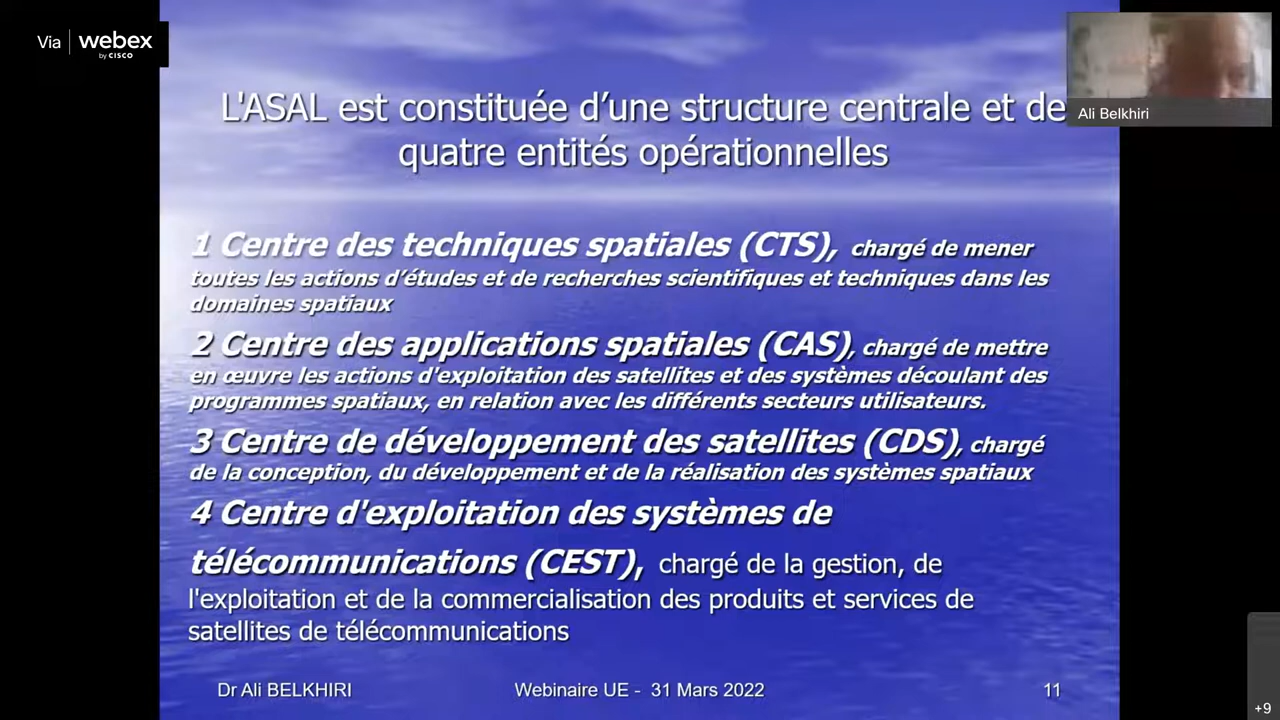 Via webex
by CISCO
Ali Belkhiri
L'ASAL est constituée d’une structure centrale et de
quatre entités opérationnelles
1 Centre des techniques spatiales (CTS), chargé de mener
toutes les actions d’études et de recherches scientifiques et techniques dans les
domaines spatiaux
2 Centre des applications spatiales (CAS), chargé de mettre
en œuvre les actions d'exploitation des satellites et des systèmes découlant des
programmes spatiaux, en relation avec les différents secteurs utilisateurs.
3 Centre de développement des satellites (CDS), chargé
de la conception, du développement et de la réalisation des systèmes spatiaux
4 Centre d'exploitation des systèmes de
télécommunications (CEST), chargé de la gestion, de
l'exploitation et de la commercialisation des produits et services de
satellites de télécommunications
Dr Ali BELKHIRI Webinaire UE - 31 Mars 2022 11
+9